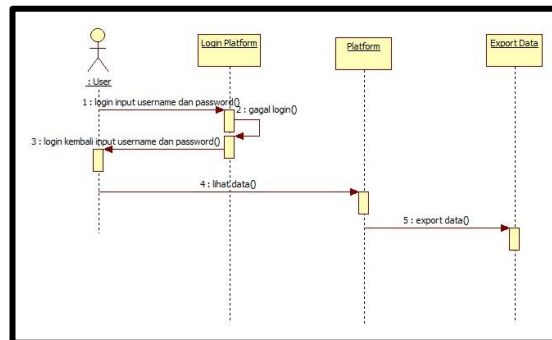 Login Platform
Platform
Export Data
: User
1 : login input username dan password()
2 : gagal login()
3 : login kembali input username dan password()
4 : lihat data()
5 : export data()